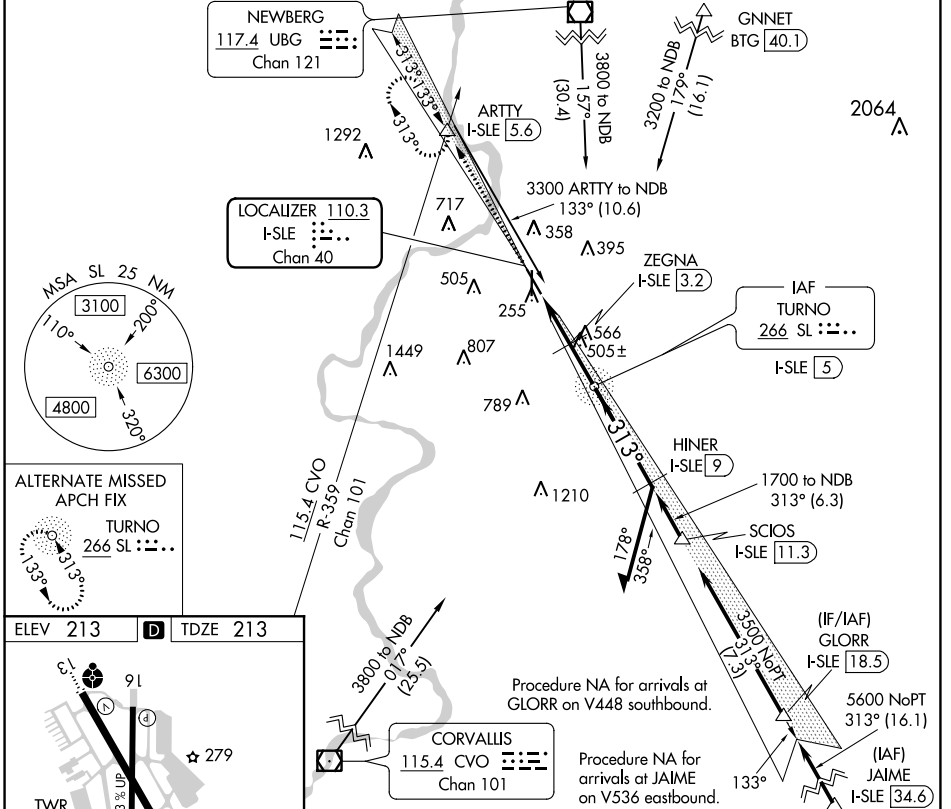 NEWBERG
117.4 UBG
Chan 121
313° 133°
313°
ARTTY
I-SLE 5.6
3800 to NDB
157°
(30.4)
GNNET
BTG 40.1
3200 to NDB
179°
(16.1)
2064
1292
3300 ARTTY to NDB
133° (10.6)
LOCALIZER 110.3
I-SLE
Chan 40
717
358
395
ZEGNA
I-SLE 3.2
505
255
566
505±
IAF
TURNO
266 SL
I-SLE 5
MSA SL 25 NM
3100
110°
200°
6300
4800
320°
1449
807
789
313°
HINER
I-SLE 9
1210
1700 to NDB
313° (6.3)
SCIOS
I-SLE 11.3
178°
358°
115.4 CVO
R-359
Chan 101
ALTERNATE MISSED
APCH FIX
TURNO
266 SL
313°
133°
3500 NoPT
313°
(7.3)
(IF/IAF)
GLORR
I-SLE 18.5
3800 to NDB
017°
(25.5)
Procedure NA for arrivals at
GLORR on V448 southbound.
5600 NoPT
313° (16.1)
(IAF)
JAIME
I-SLE 34.6
133°
CORVALLIS
115.4 CVO
Chan 101
Procedure NA for
arrivals at JAIME
on V536 eastbound.
ELEV 213 D TDZE 213
13
16
V
P
279
TWR
% UP